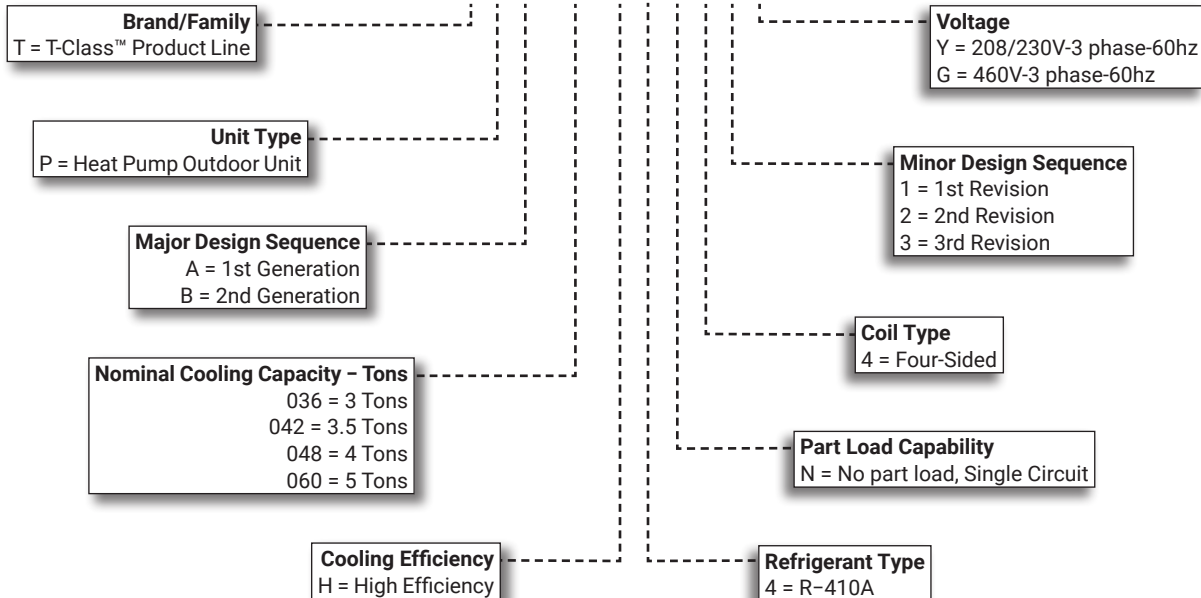 Brand/Family
T = T-Class™ Product Line
Unit Type
P = Heat Pump Outdoor Unit
Major Design Sequence
A = 1st Generation
B = 2nd Generation
Nominal Cooling Capacity – Tons
036 = 3 Tons
042 = 3.5 Tons
048 = 4 Tons
060 = 5 Tons
Cooling Efficiency
H = High Efficiency
Voltage
Y = 208/230V-3 phase-60hz
G = 460V-3 phase-60hz
Minor Design Sequence
1 = 1st Revision
2 = 2nd Revision
3 = 3rd Revision
Coil Type
4 = Four-Sided
Part Load Capability
N = No part load, Single Circuit
Refrigerant Type
4 = R–410A